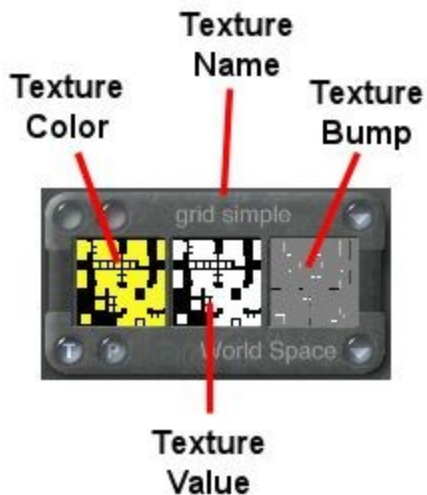 Texture
Name
Texture
Color
Texture
Bump
grid simple
T P World Space
Texture
Value